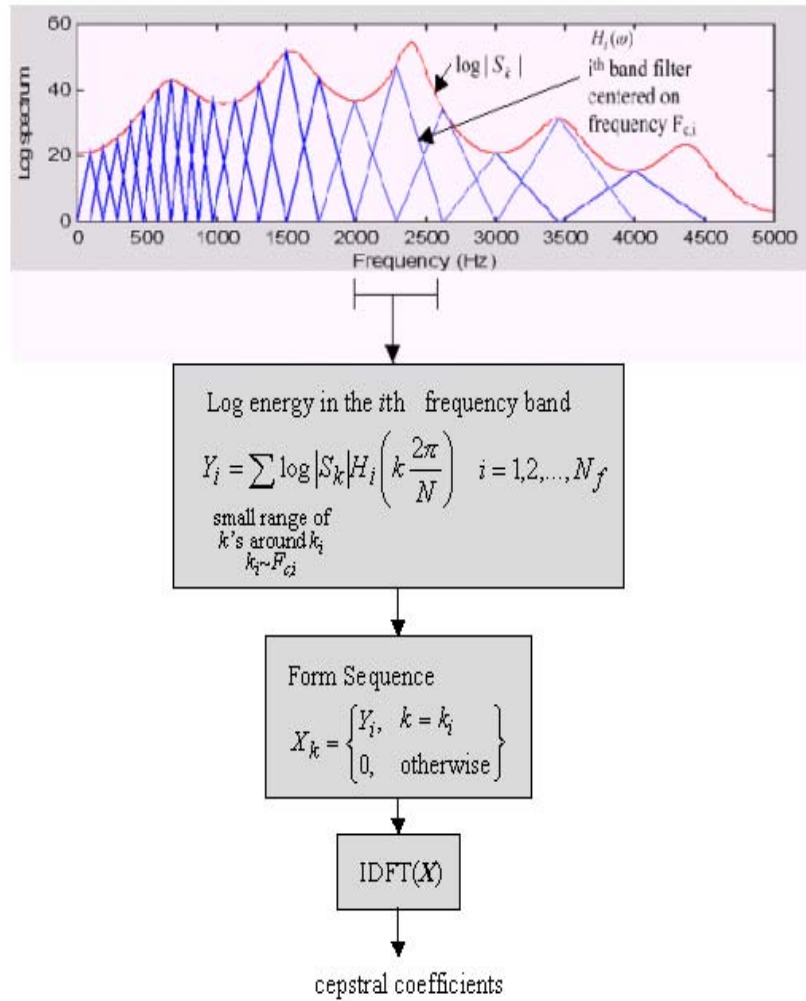 60
40
20
0
Log spectrum
0 500 1000 1500 2000 2500 3000 3500 4000 4500 5000
Frequency (Hz)
log | S_k |
H_i(ω)
i^th band filter
centered on
frequency F_c,i
Log energy in the ith frequency band
Y_i = ∑ log|S_k|H_i(k 2π/N) i = 1,2,...,N_f
small range of
k's around k_i
k_i~F_c,i
Form Sequence
X_k = {Y_i, k = k_i
0, otherwise}
IDFT(X)
cepstral coefficients